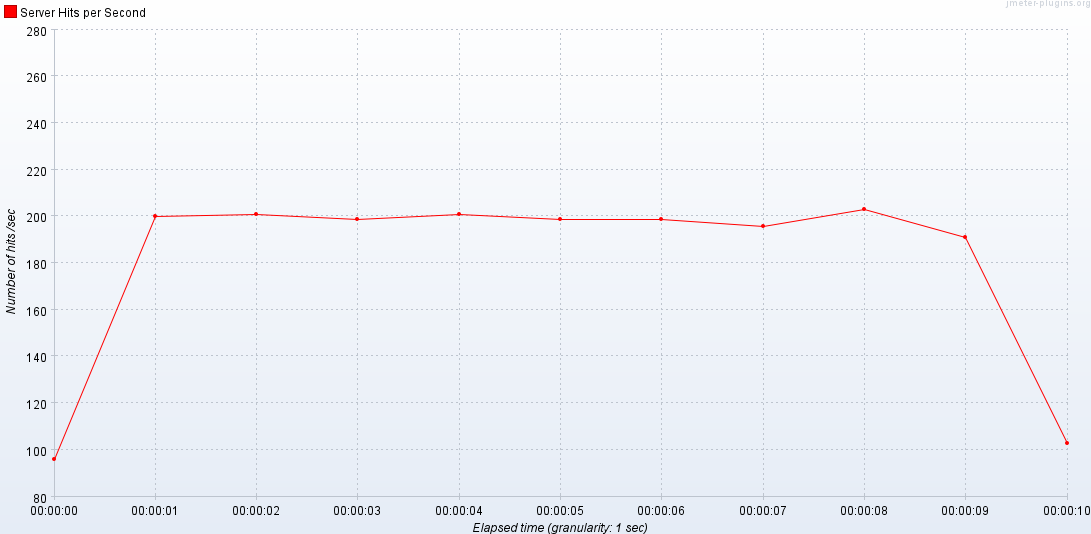 jmeter-plugins.org
Server Hits per Second
280
260
240
220
200
180
160
140
120
100
80
Number of hits /sec
00:00:00 00:00:01 00:00:02 00:00:03 00:00:04 00:00:05 00:00:06 00:00:07 00:00:08 00:00:09 00:00:10
Elapsed time (granularity: 1 sec)